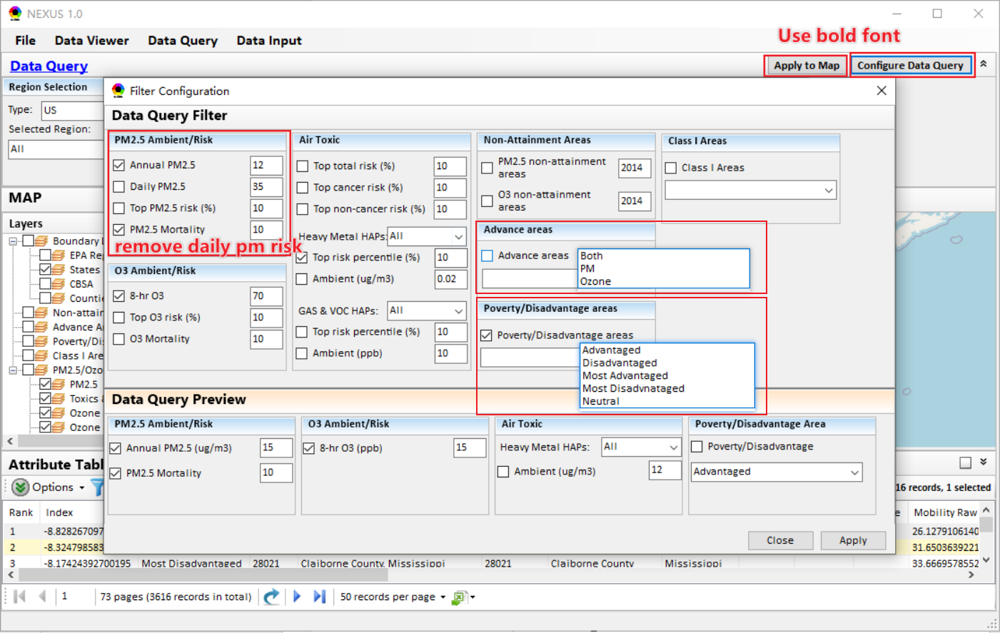 NEXUS 1.0
File Data Viewer Data Query Data Input
Use bold font
Data Query
Apply to Map
Configure Data Query
Region Selection
Type: US
Selected Region:
All
MAP
Layers
Boundary
EPA Reg
States
CBSA
Countie
Non-attain
Advance A
Poverty/Di
Class I Are
PM2.5/Ozo
PM2.5
Toxics
Ozone
Ozone
Filter Configuration
Data Query Filter
PM2.5 Ambient/Risk
Annual PM2.5 12
Daily PM2.5 35
Top PM2.5 risk (%) 10
PM2.5 Mortality 10
remove daily pm risk
O3 Ambient/Risk
8-hr O3 70
Top O3 risk (%) 10
O3 Mortality 10
Air Toxic
Top total risk (%) 10
Top cancer risk (%) 10
Top non-cancer risk (%) 10
Heavy Metal HAPs: All
Top risk percentile (%) 10
Ambient (ug/m3) 0.02
GAS & VOC HAPs: All
Top risk percentile (%) 10
Ambient (ppb) 10
Non-Attainment Areas
PM2.5 non-attainment
areas 2014
O3 non-attainment
areas 2014
Class I Areas
Class I Areas
Advance areas
Advance areas
Both
PM
Ozone
Poverty/Disadvantage areas
Poverty/Disadvantage areas
Advantaged
Disadvantaged
Most Advantaged
Most Disadvnataged
Neutral
Data Query Preview
PM2.5 Ambient/Risk
Annual PM2.5 (ug/m3) 15
PM2.5 Mortality 10
O3 Ambient/Risk
8-hr O3 (ppb) 15
Air Toxic
Heavy Metal HAPs: All
Ambient (ug/m3) 12
Poverty/Disadvantage Area
Poverty/Disadvantage
Advantaged
Close Apply
Attribute Tabl
Options
16 records, 1 selected
Rank Index e Mobility Raw
1 -8.828267097 26.1279106140
2 -8.324798583 31.6503639221
3 -8.17424392700195 Most Disadvantaged 28021 Claiborne County, Mississippi 28021 Claiborne County Mississippi 33.6669578552
1 73 pages (3616 records in total) 50 records per page